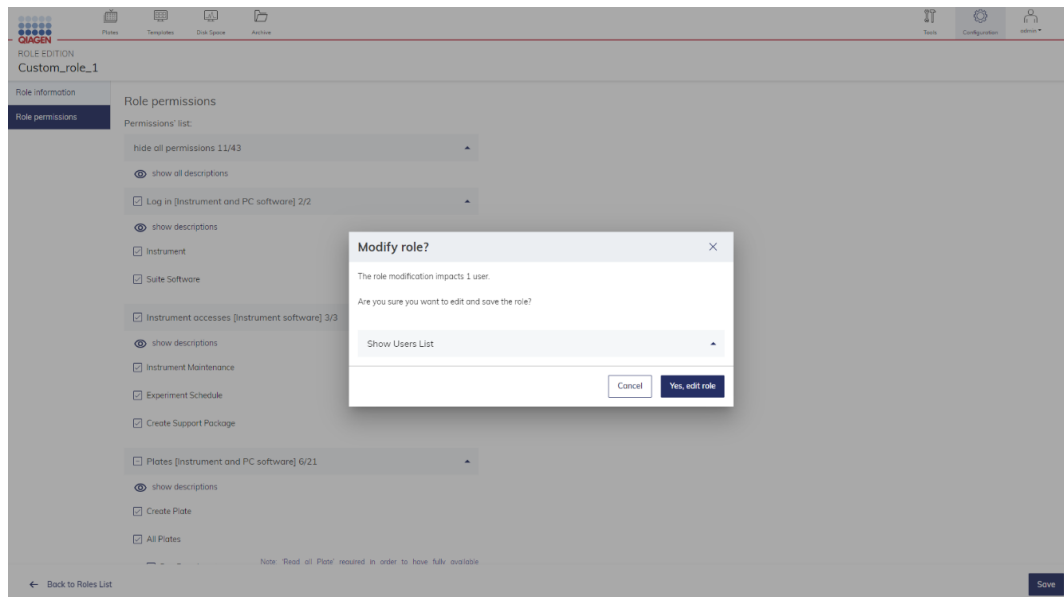 QIAGEN
Plates
Templates
Disk Space
Archive
Tools
Configuration
admin
ROLE EDITION
Custom_role_1
Role information
Role permissions
Role permissions
Permissions' list:
hide all permissions 11/43
show all descriptions
Log in [Instrument and PC software] 2/2
show descriptions
Instrument
Suite Software
Instrument accesses [Instrument software] 3/3
show descriptions
Instrument Maintenance
Experiment Schedule
Create Support Package
Plates [Instrument and PC software] 6/21
show descriptions
Create Plate
All Plates
Note: 'Read all Plate' required in order to have fully available
Modify role?
The role modification impacts 1 user.
Are you sure you want to edit and save the role?
Show Users List
Cancel
Yes, edit role
Back to Roles List
Save